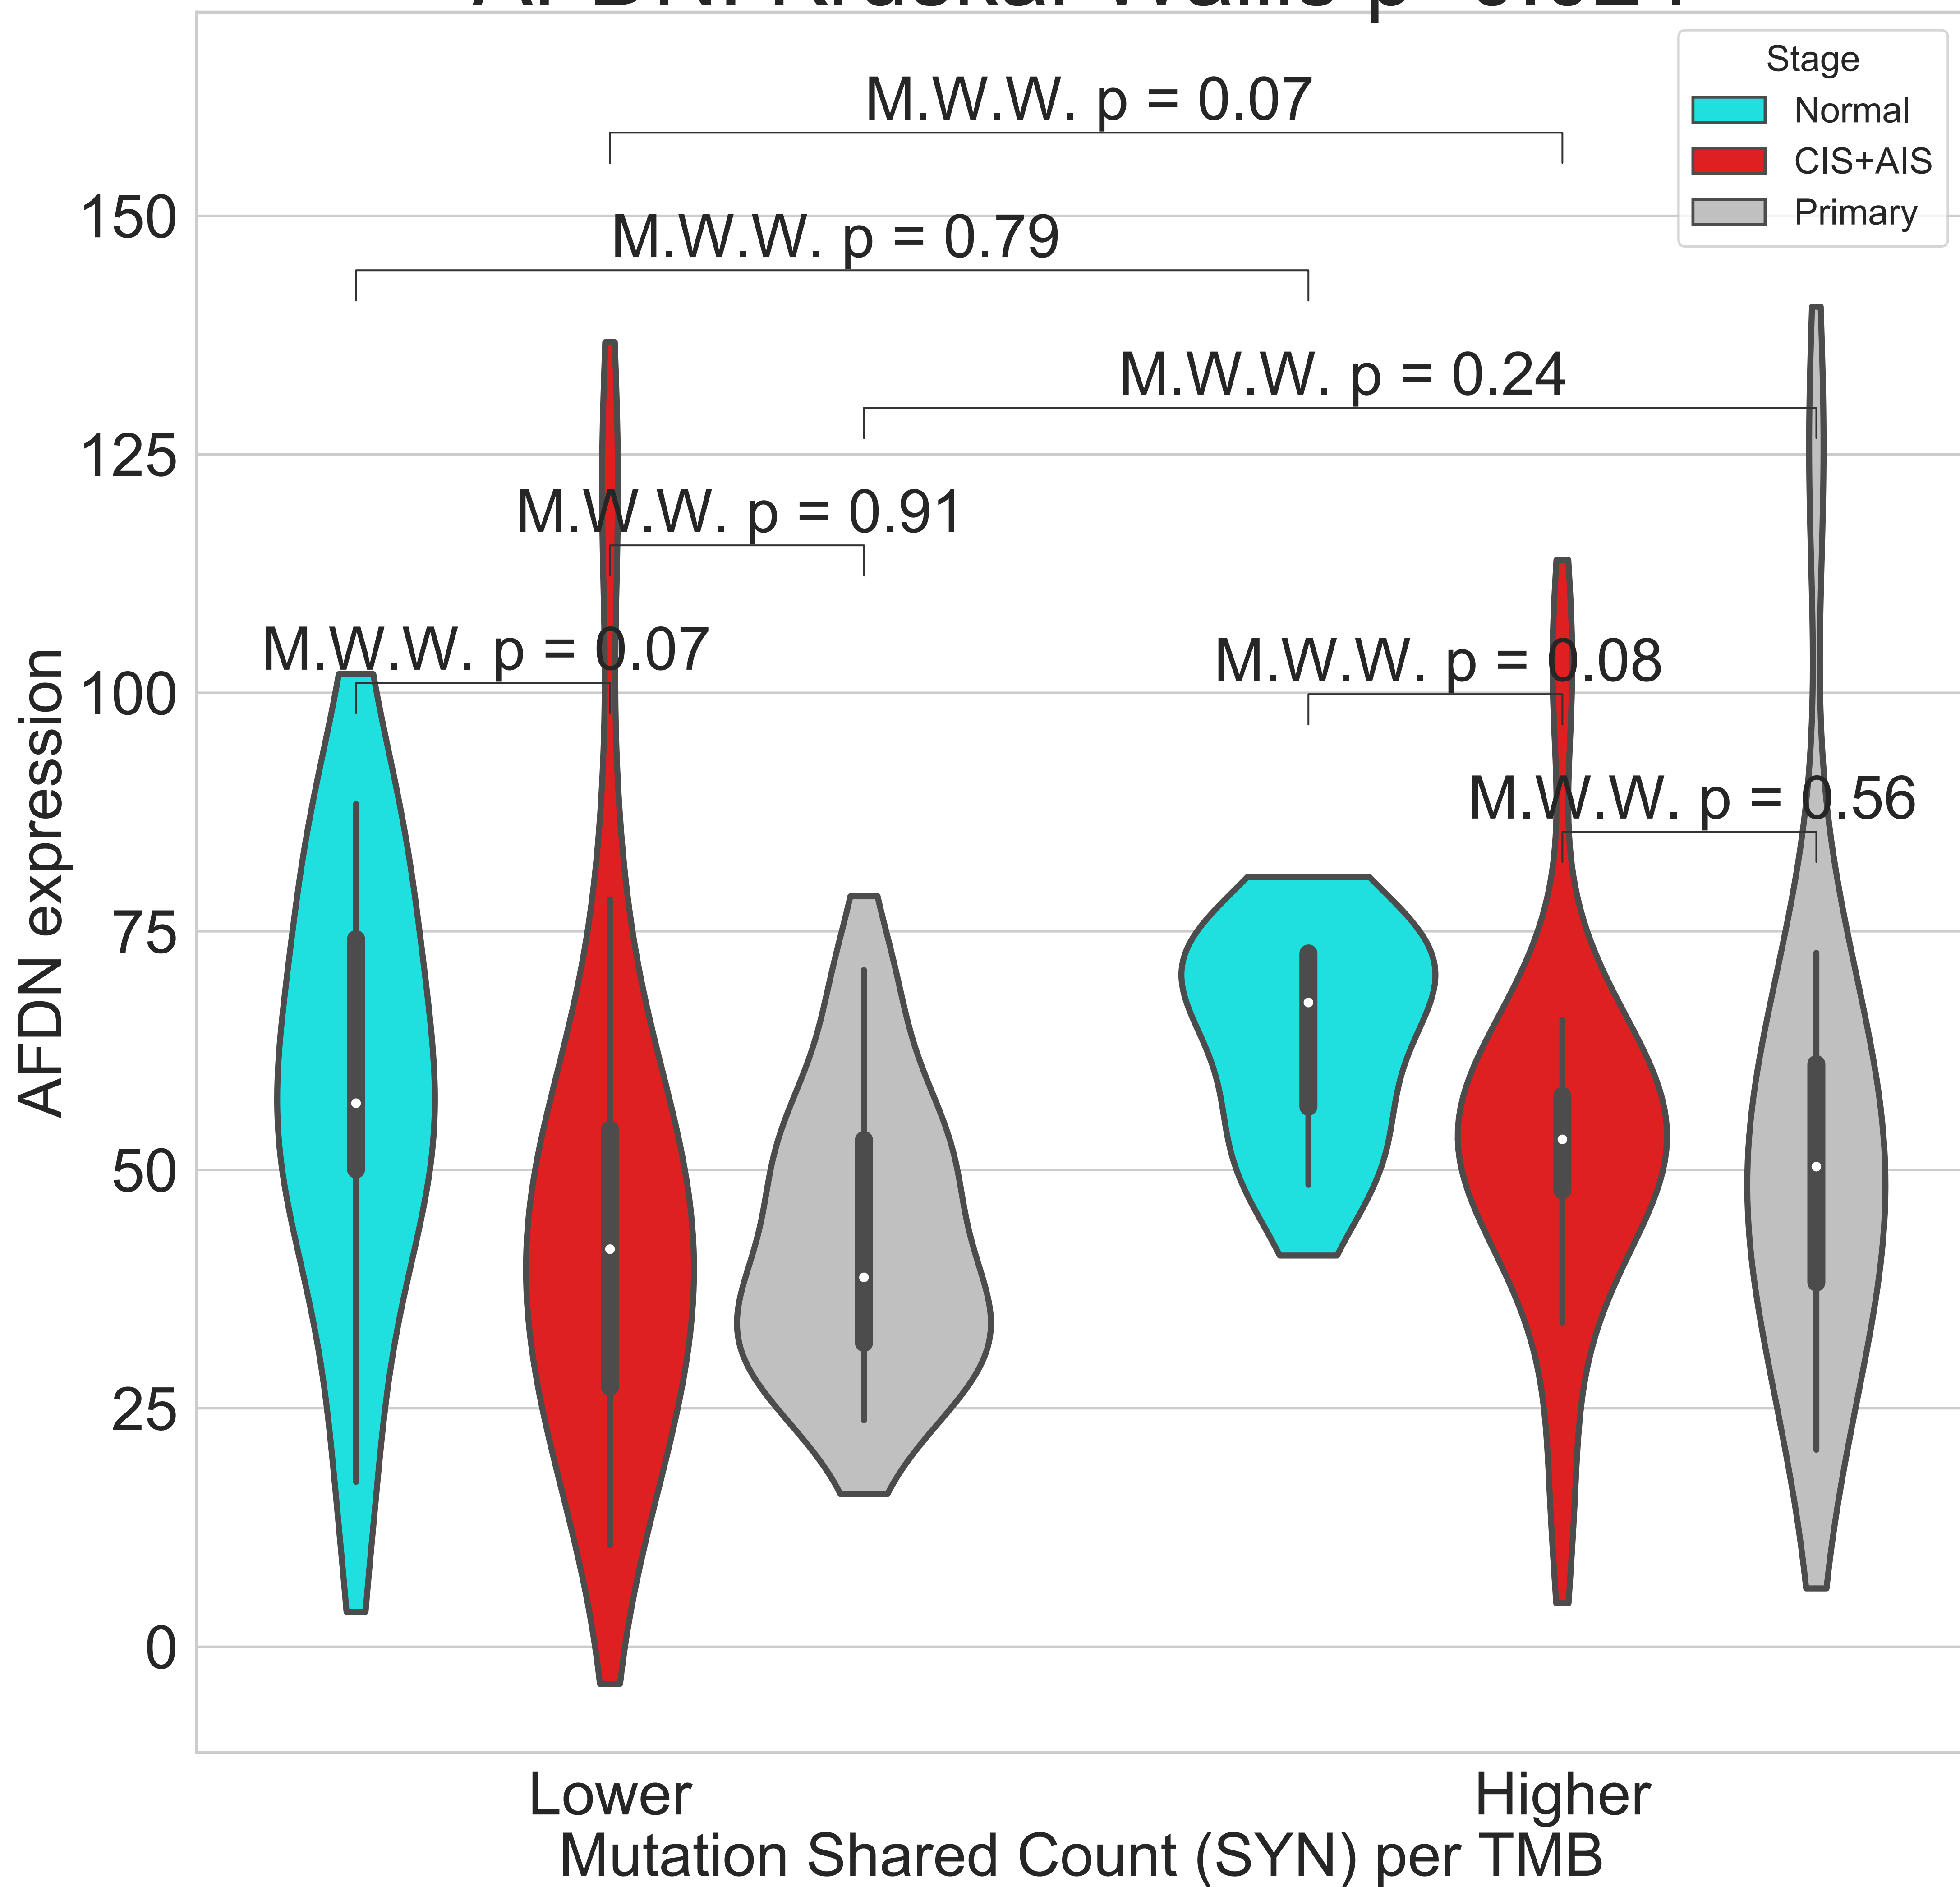 Stage
Normal
CIS+AIS
Primary
M.W.W. p = 0.07
M.W.W. p = 0.79
M.W.W. p = 0.24
M.W.W. p = 0.91
M.W.W. p = 0.07
M.W.W. p = 0.08
M.W.W. p = 0.56
150
125
100
75
50
25
0
AFDN expression
Lower
Higher
Mutation Shared Count (SYN) per TMB